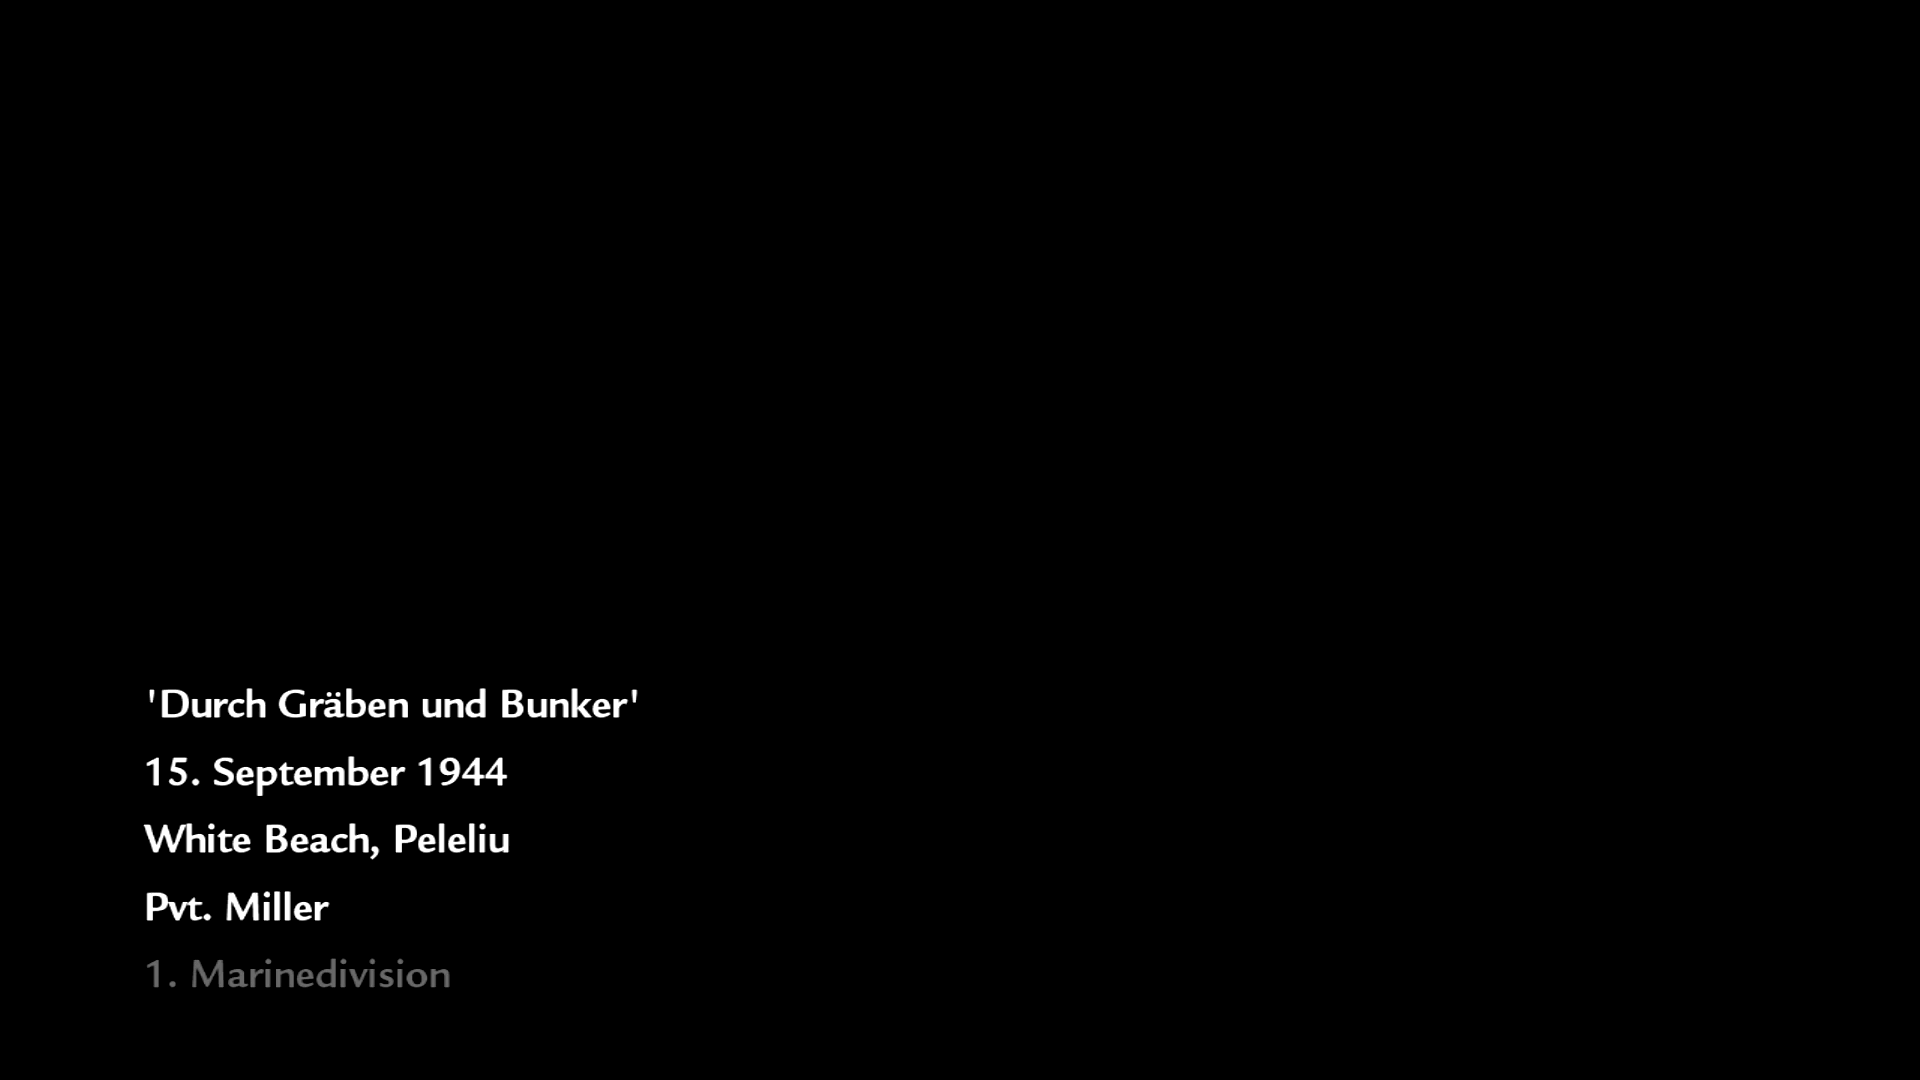 'Durch Gräben und Bunker'
15. September 1944
White Beach, Peleliu
Pvt. Miller
1. Marinedivision